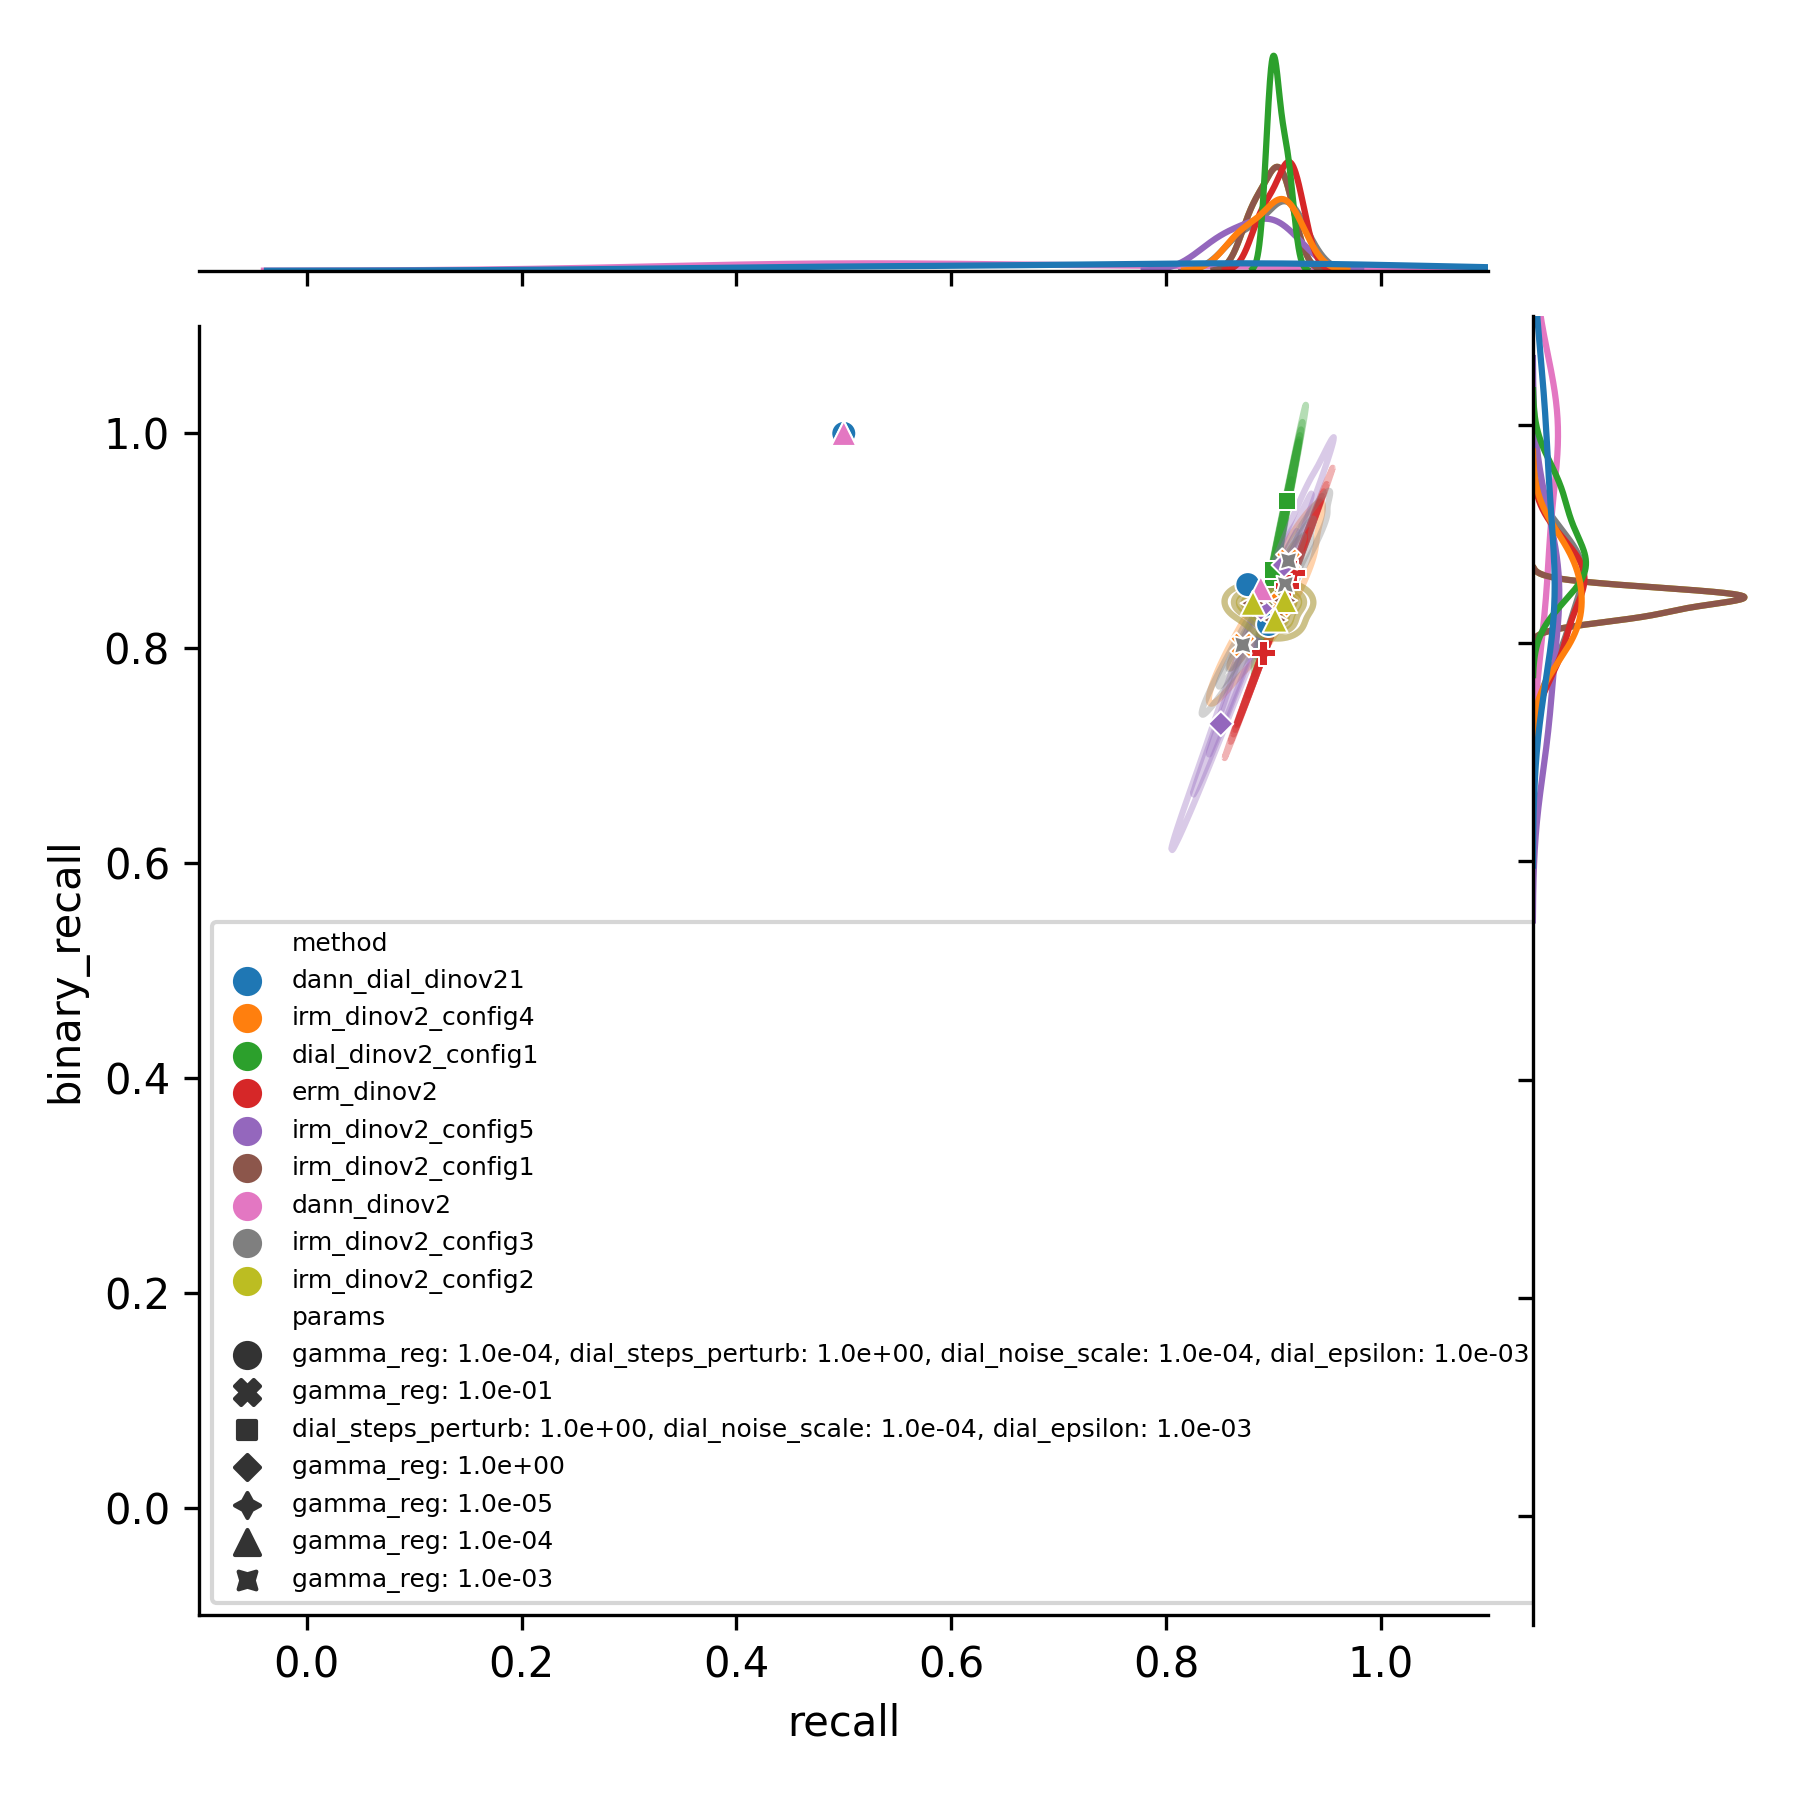 1.0
0.8
0.6
0.4
0.2
0.0
binary_recall
method
dann_dial_dinov21
irm_dinov2_config4
dial_dinov2_config1
erm_dinov2
irm_dinov2_config5
irm_dinov2_config1
dann_dinov2
irm_dinov2_config3
irm_dinov2_config2
params
gamma_reg: 1.0e-04, dial_steps_perturb: 1.0e+00, dial_noise_scale: 1.0e-04, dial_epsilon: 1.0e-03
gamma_reg: 1.0e-01
dial_steps_perturb: 1.0e+00, dial_noise_scale: 1.0e-04, dial_epsilon: 1.0e-03
gamma_reg: 1.0e+00
gamma_reg: 1.0e-05
gamma_reg: 1.0e-04
gamma_reg: 1.0e-03
0.0 0.2 0.4 0.6 0.8 1.0
recall